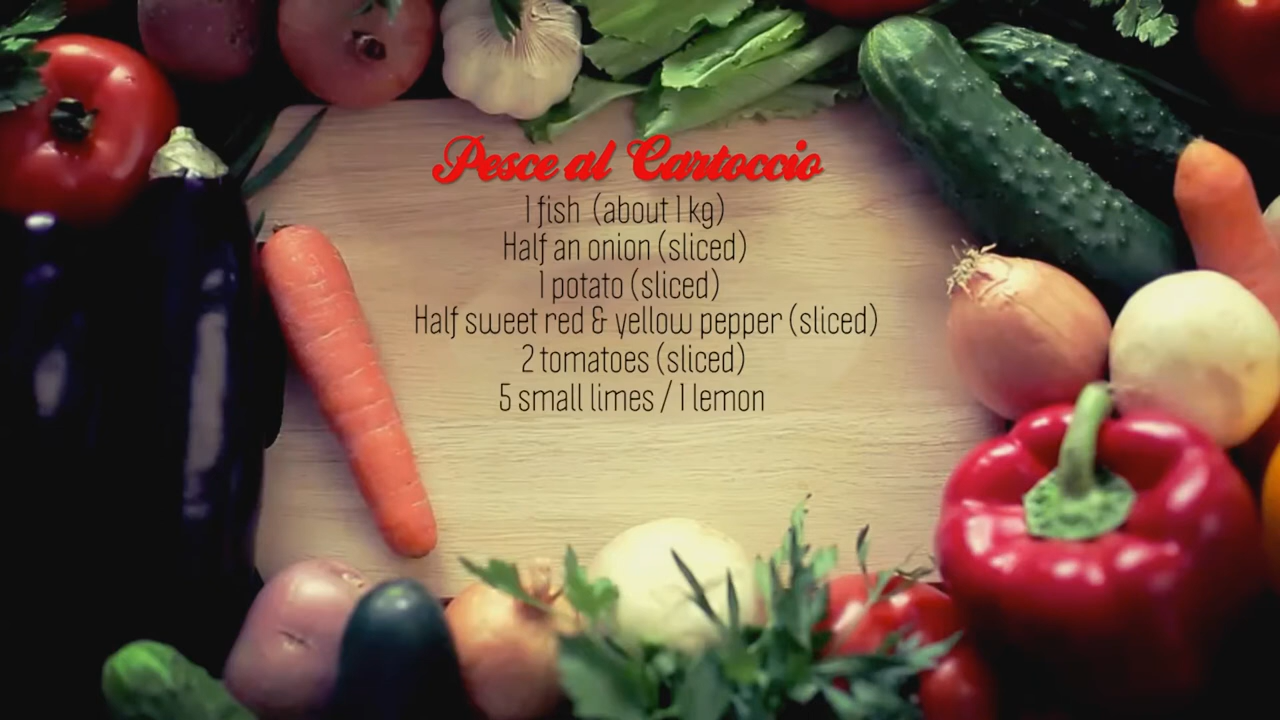 Pesce al Cartoccio
1 fish (about 1 kg)
Half an onion (sliced)
1 potato (sliced)
Half sweet red & yellow pepper (sliced)
2 tomatoes (sliced)
5 small limes / 1 lemon